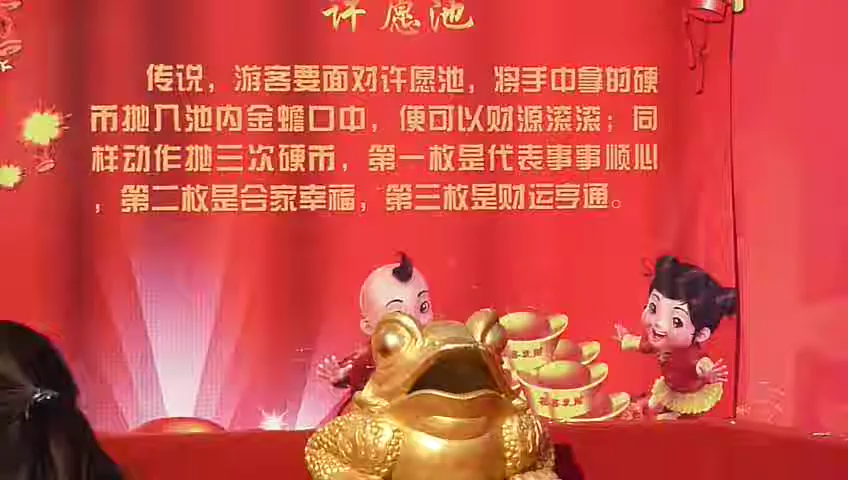 许愿池
传说，游客要面对许愿池，将手中拿的硬
币抛入池内金蟾口中，便可以财源滚滚；同
样动作抛三次硬币，第一枚是代表事事顺心
，第二枚是合家幸福，第三枚是财运亨通。